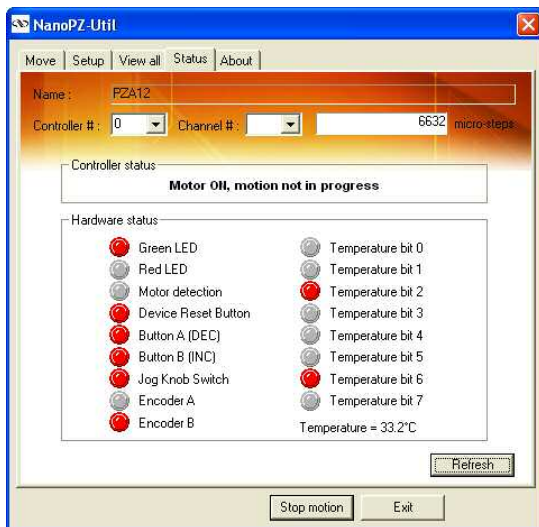 NanoPZ-Util
Move Setup View all Status About
Name : PZA12
Controller # : 0 Channel # : 6632 micro-steps
Controller status
Motor ON, motion not in progress
Hardware status
Green LED Temperature bit 0
Red LED Temperature bit 1
Motor detection Temperature bit 2
Device Reset Button Temperature bit 3
Button A (DEC) Temperature bit 4
Button B (INC) Temperature bit 5
Jog Knob Switch Temperature bit 6
Encoder A Temperature bit 7
Encoder B Temperature = 33.2°C
Refresh
Stop motion Exit